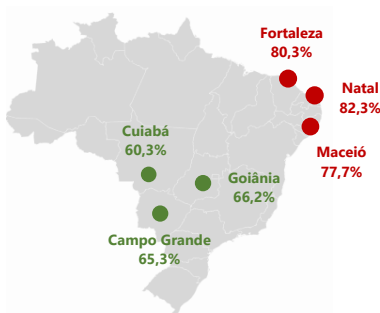 Fortaleza
80,3%
Natal
82,3%
Cuiabá
60,3%
Maceió
77,7%
Goiânia
66,2%
Campo Grande
65,3%